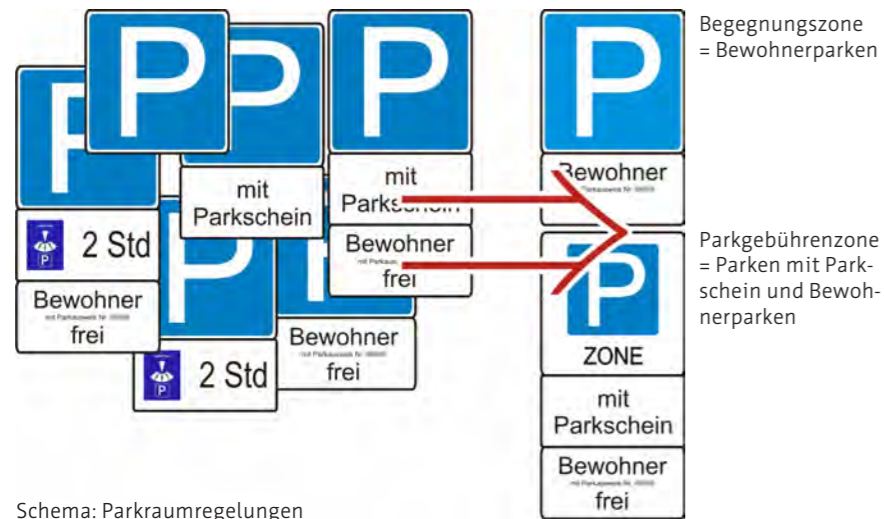 P
P
P
P
mit
Parkschein
mit
Parkschein
Bewohner
frei
P
P
2 Std
Bewohner
frei
P
P
2 Std
P
Bewohner
frei
P
Bewohner
P
ZONE
mit
Parkschein
Bewohner
frei
Begegnungszone
= Bewohnerparken
Parkgebührenzone
= Parken mit Park-
schein und Bewoh-
nerparken
Schema: Parkraumregelungen